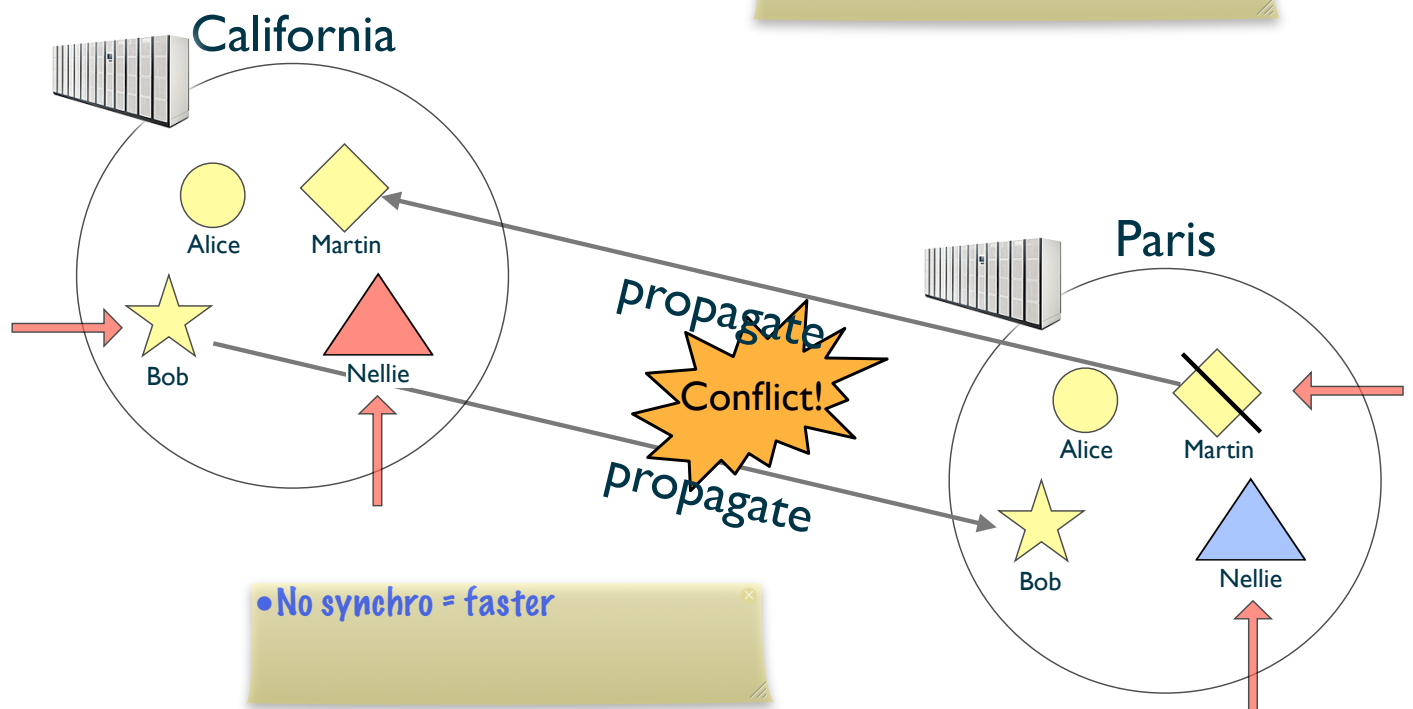 California
Alice
Martin
Bob
Nellie
propagate
Conflict!
propagate
Paris
Alice
Martin
Bob
Nellie
•No synchro = faster